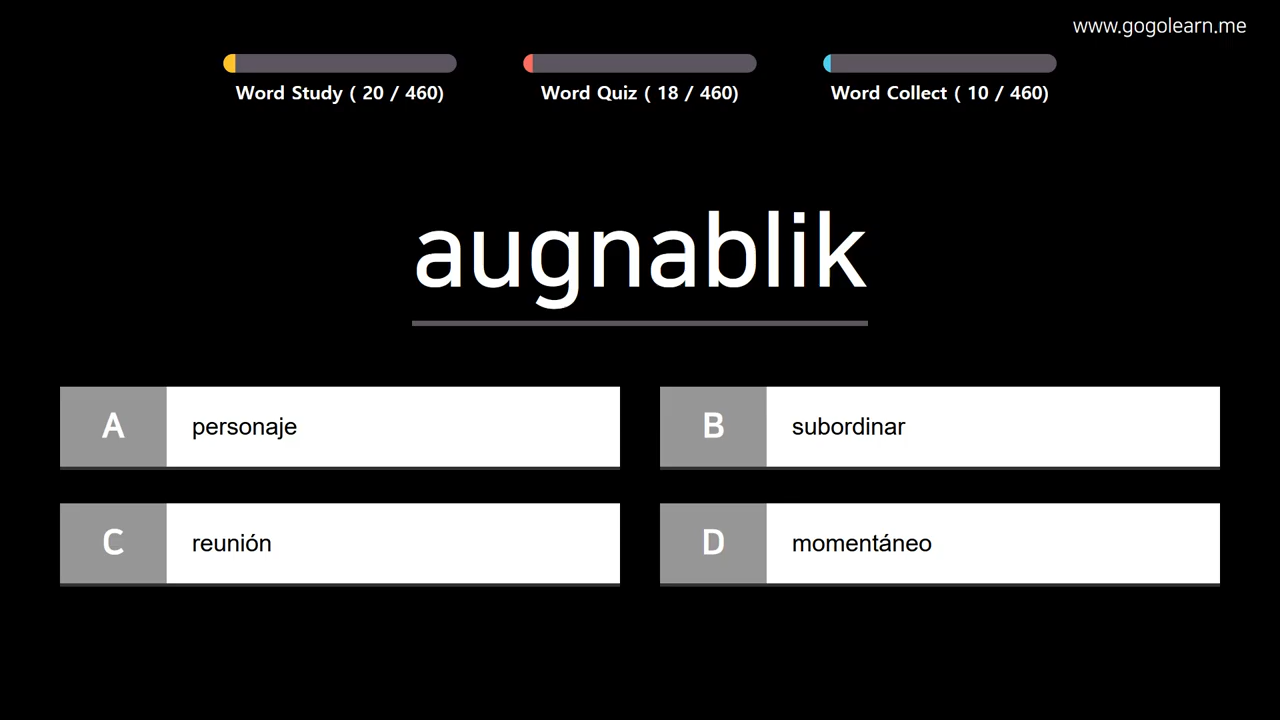 www.gogolearn.me
Word Study ( 20 / 460)
Word Quiz ( 18 / 460)
Word Collect ( 10 / 460)
augnablik
A personaje
B subordinar
C reunión
D momentáneo